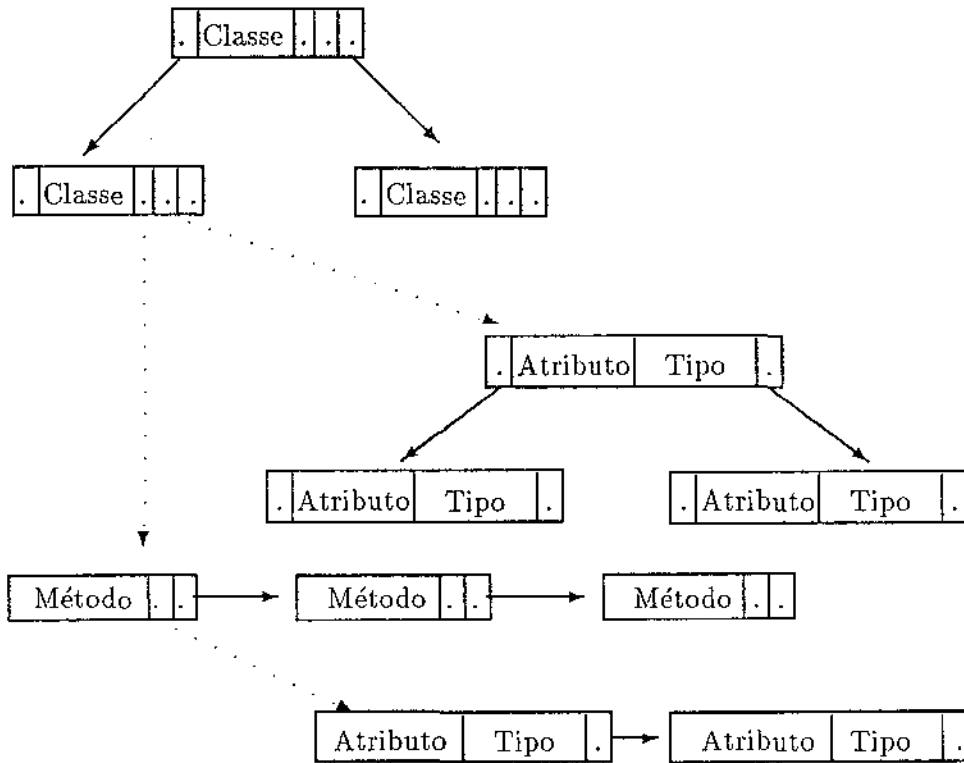 . Classe . . .
. Classe . . . . Classe . . .
. Atributo Tipo .
. Atributo Tipo . . Atributo Tipo .
Método . . Método . . Método . .
Atributo Tipo . Atributo Tipo .